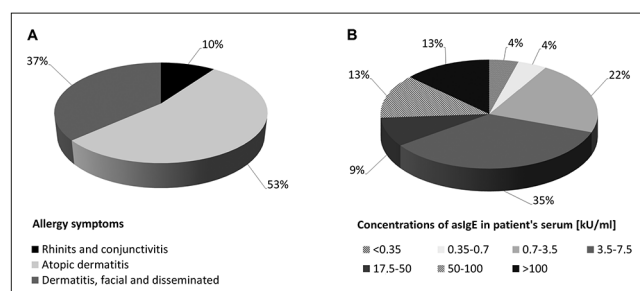 A
10%
37%
53%
Allergy symptoms
Rhinits and conjunctivitis
Atopic dermatitis
Dermatitis, facial and disseminated
B
4%
4%
13%
22%
13%
9%
35%
Concentrations of asIgE in patient's serum [kU/ml]
<0.35 0.35-0.7 0.7-3.5 3.5-7.5
17.5-50 50-100 >100